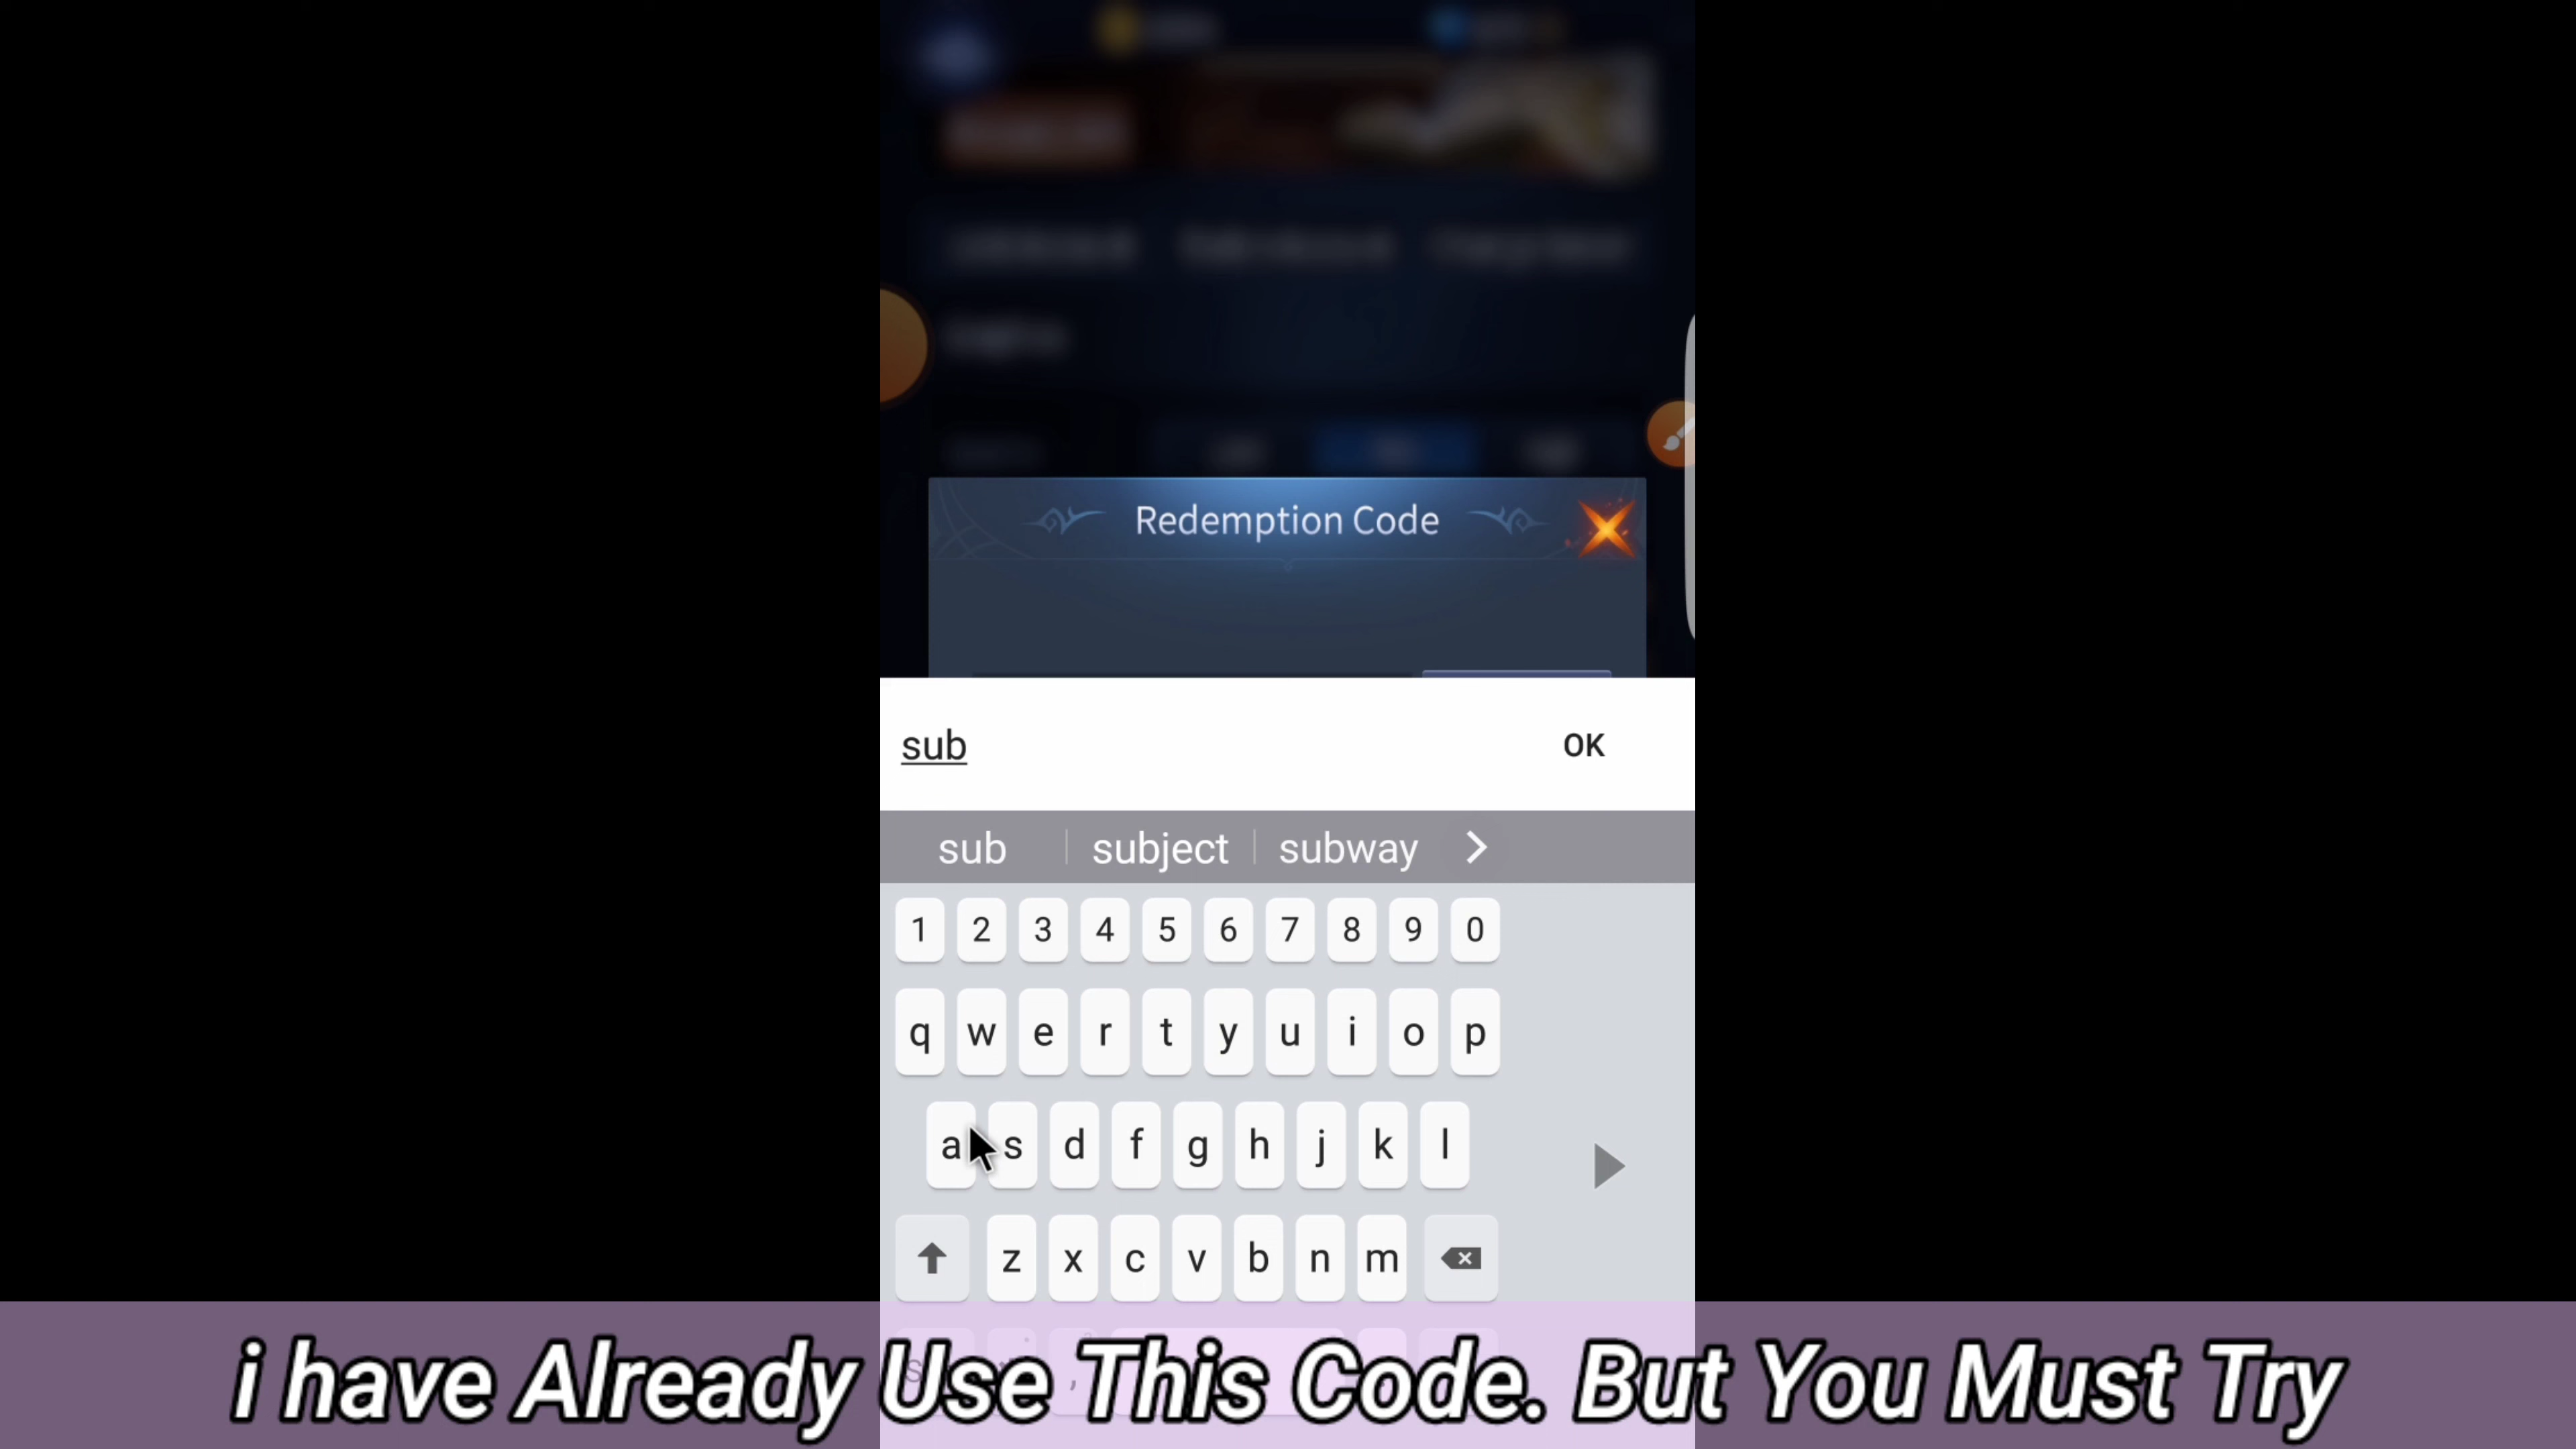 Redemption Code
sub
OK
sub subject subway
1 2 3 4 5 6 7 8 9 0
q w e r t y u i o p
a s d f g h j k l
z x c v b n m
i have Already Use This Code. But You Must Try